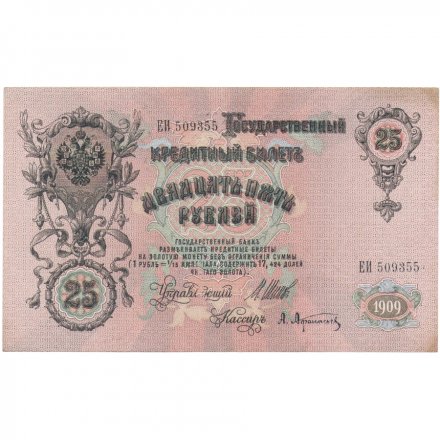 ЕИ 509355 ГОСУДАРСТВЕННЫЙ 25
КРЕДИТНЫЙ БИЛЕТЪ
ДВАДЦАТЬ ПЯТЬ
РУБЛЕЙ
ГОСУДАРСТВЕННЫЙ БАНКЪ
РАЗМѢНИВАЕТЪ КРЕДИТНЫЕ БИЛЕТЫ
НА ЗОЛОТУЮ МОНЕТУ БЕЗЪ ОГРАНИЧЕНІЯ СУММЫ
(1 РУБЛЬ = 1/15 ИМПЕРІАЛА, СОДЕРЖИТЪ 17,424 ДОЛЕЙ
ЧИСТАГО ЗОЛОТА).
ЕИ 509355
25
Управляющій
1909
Кассиръ